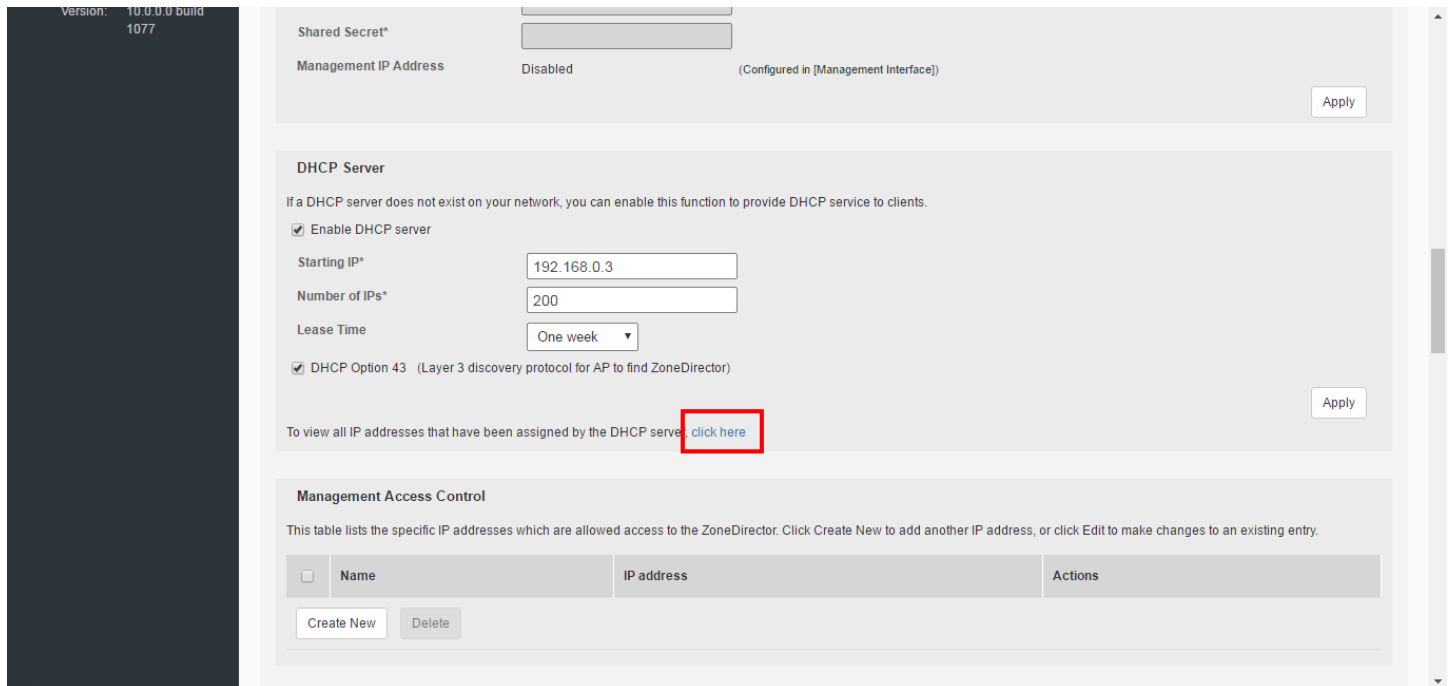 Version: 10.0.0.0 build
1077
Shared Secret*
Management IP Address Disabled (Configured in [Management Interface])
Apply
DHCP Server
If a DHCP server does not exist on your network, you can enable this function to provide DHCP service to clients.
Enable DHCP server
Starting IP* 192.168.0.3
Number of IPs* 200
Lease Time One week
DHCP Option 43 (Layer 3 discovery protocol for AP to find ZoneDirector)
Apply
To view all IP addresses that have been assigned by the DHCP server, click here
Management Access Control
This table lists the specific IP addresses which are allowed access to the ZoneDirector. Click Create New to add another IP address, or click Edit to make changes to an existing entry.
Name IP address Actions
Create New Delete